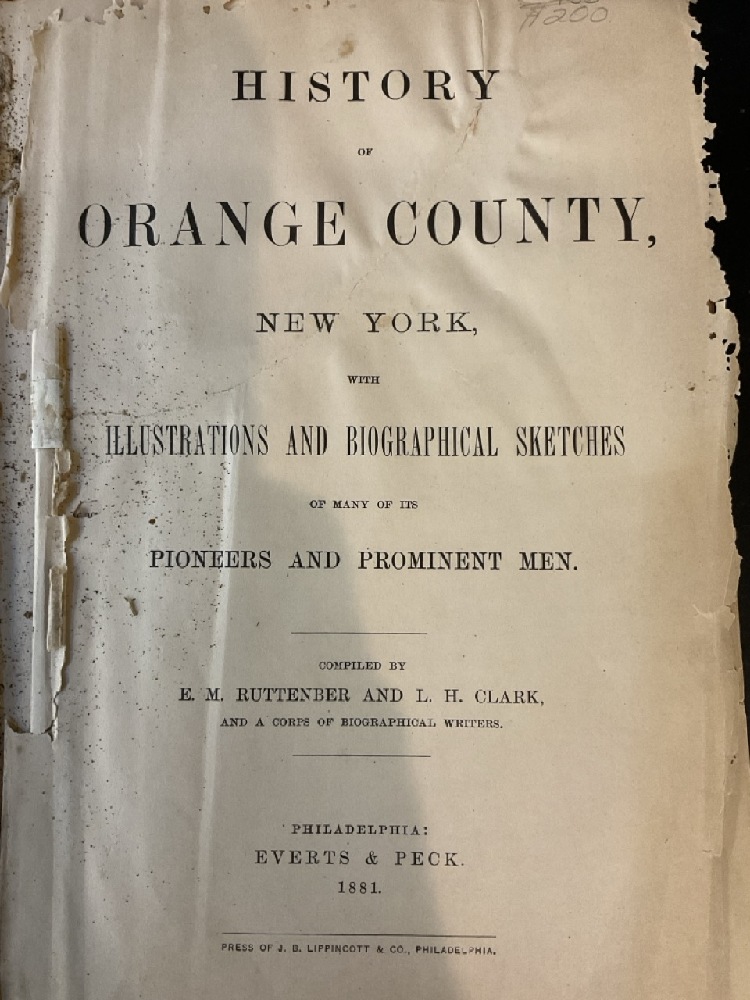 #200
HISTORY
OF
ORANGE COUNTY,
NEW YORK,
WITH
ILLUSTRATIONS AND BIOGRAPHICAL SKETCHES
OF MANY OF ITS
PIONEERS AND PROMINENT MEN.
COMPILED BY
E. M. RUTTENBER AND L. H. CLARK,
AND A CORPS OF BIOGRAPHICAL WRITERS.
PHILADELPHIA:
EVERTS & PECK.
1881.
PRESS OF J. B. LIPPINCOTT & CO., PHILADELPHIA.